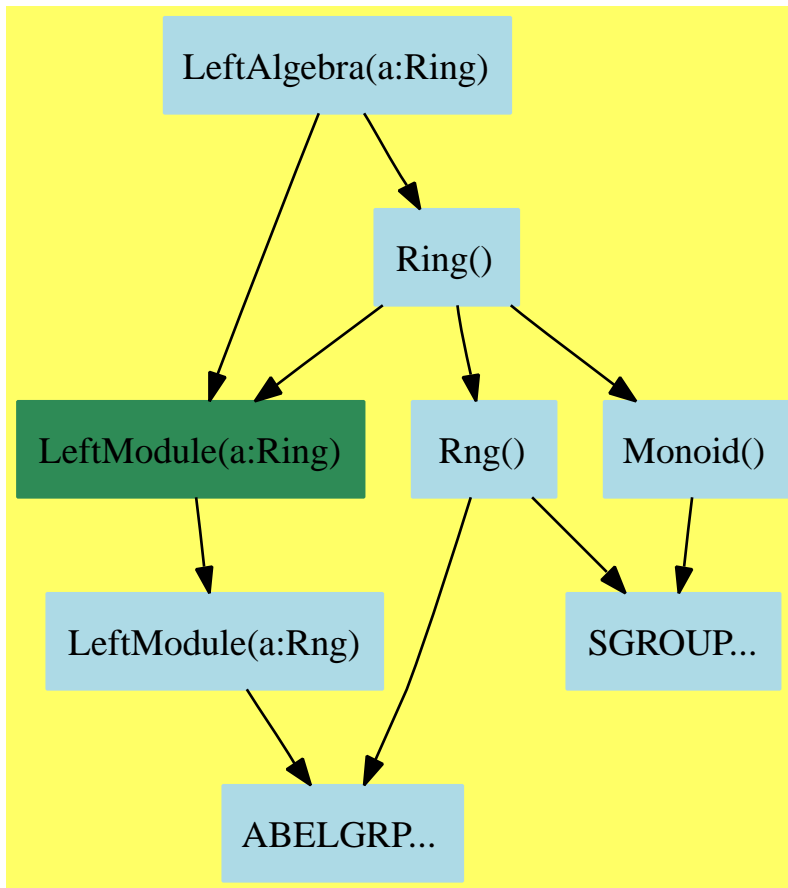 LeftAlgebra(a:Ring)
Ring()
LeftModule(a:Ring)
Rng()
Monoid()
LeftModule(a:Rng)
SGROUP...
ABELGRP...